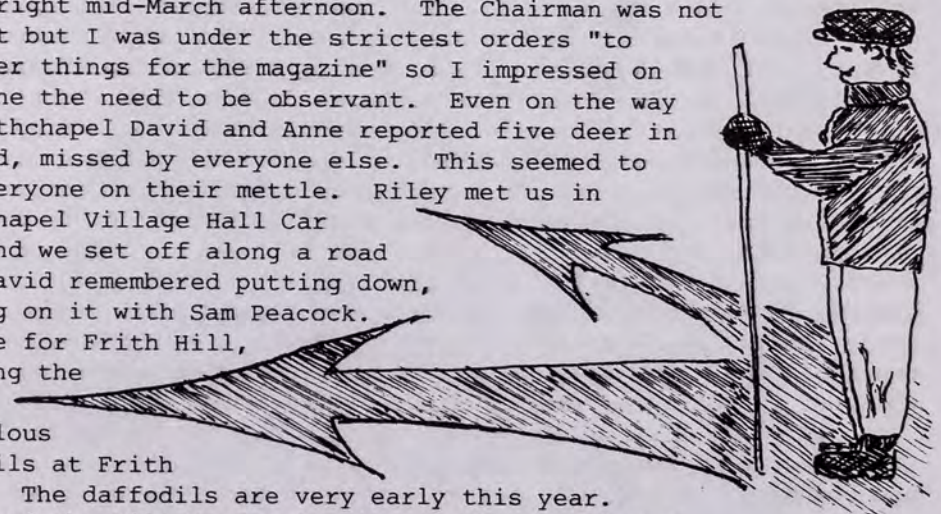 right mid-March afternoon. The Chairman was not
t but I was under the strictest orders "to
er things for the magazine" so I impressed on
ne the need to be observant. Even on the way
thchapel David and Anne reported five deer in
d, missed by everyone else. This seemed to
eryone on their mettle. Riley met us in
hapel Village Hall Car
nd we set off along a road
avid remembered putting down,
g on it with Sam Peacock.
e for Frith Hill,
ng the
lous
ils at Frith
The daffodils are very early this year.